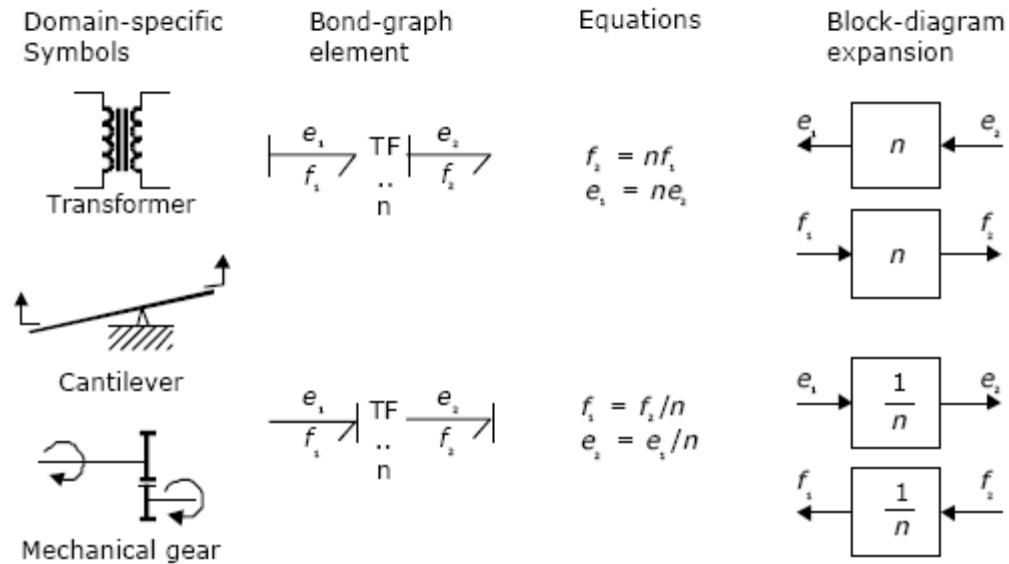 Domain-specific Symbols
Bond-graph element
Equations
Block-diagram expansion
Transformer
e₁
f₁
TF
..
n
e₂
f₂
f₂ = nf₁
e₁ = ne₂
e₁
n
e₂
f₁
n
f₂
Cantilever
e₁
f₁
TF
..
n
e₂
f₂
f₁ = f₂/n
e₂ = e₁/n
e₁
1
n
e₂
f₁
1
n
f₂
Mechanical gear